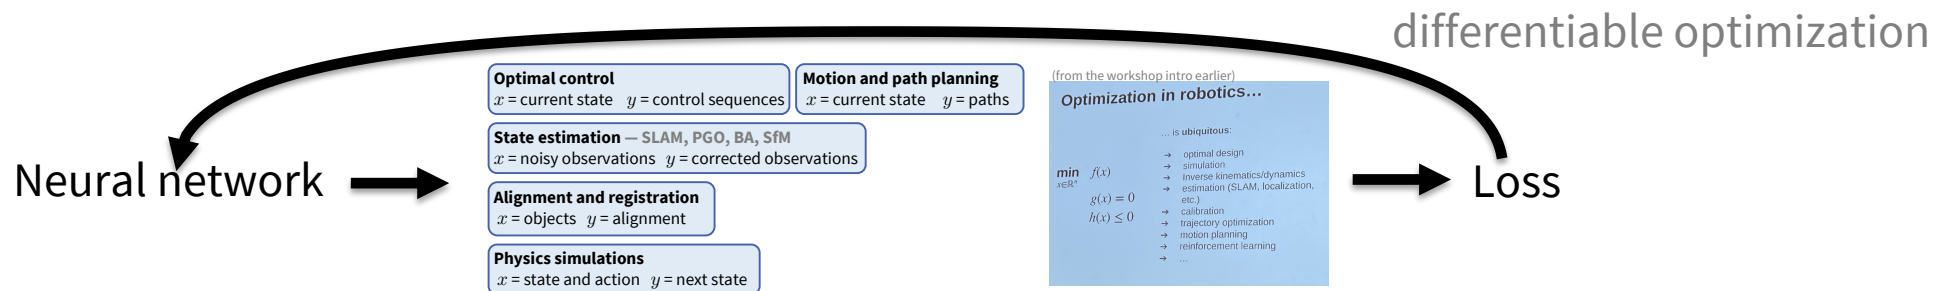 differentiable optimization
Optimal control
x = current state y = control sequences
Motion and path planning
x = current state y = paths
State estimation — SLAM, PGO, BA, SfM
x = noisy observations y = corrected observations
Alignment and registration
x = objects y = alignment
Physics simulations
x = state and action y = next state
(from the workshop intro earlier)
Optimization in robotics…
… is ubiquitous:
→ optimal design
→ simulation
→ Inverse kinematics/dynamics
→ estimation (SLAM, localization,
etc.)
→ calibration
→ trajectory optimization
→ motion planning
→ reinforcement learning
→ …
min f(x)
x∈ℝⁿ
g(x) = 0
h(x) ≤ 0
Neural network
Loss